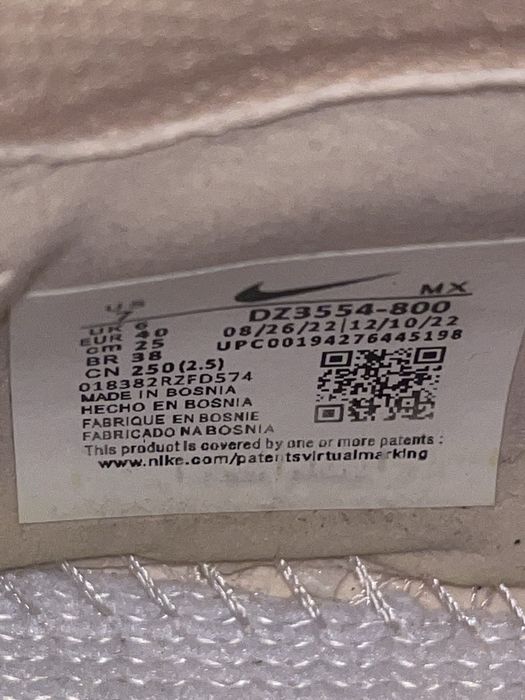 MX
US 7
UK 6
EUR 40
cm 25
BR 38
CN 250 (2.5)
018382RZFD574
MADE IN BOSNIA
HECHO EN BOSNIA
FABRIQUE EN BOSNIE
FABRICADO NA BOSNIA
DZ3554-800
08/26/22|12/10/22
UPC00194276445198
This product is covered by one or more patents :
www.nike.com/patentsvirtualmarking